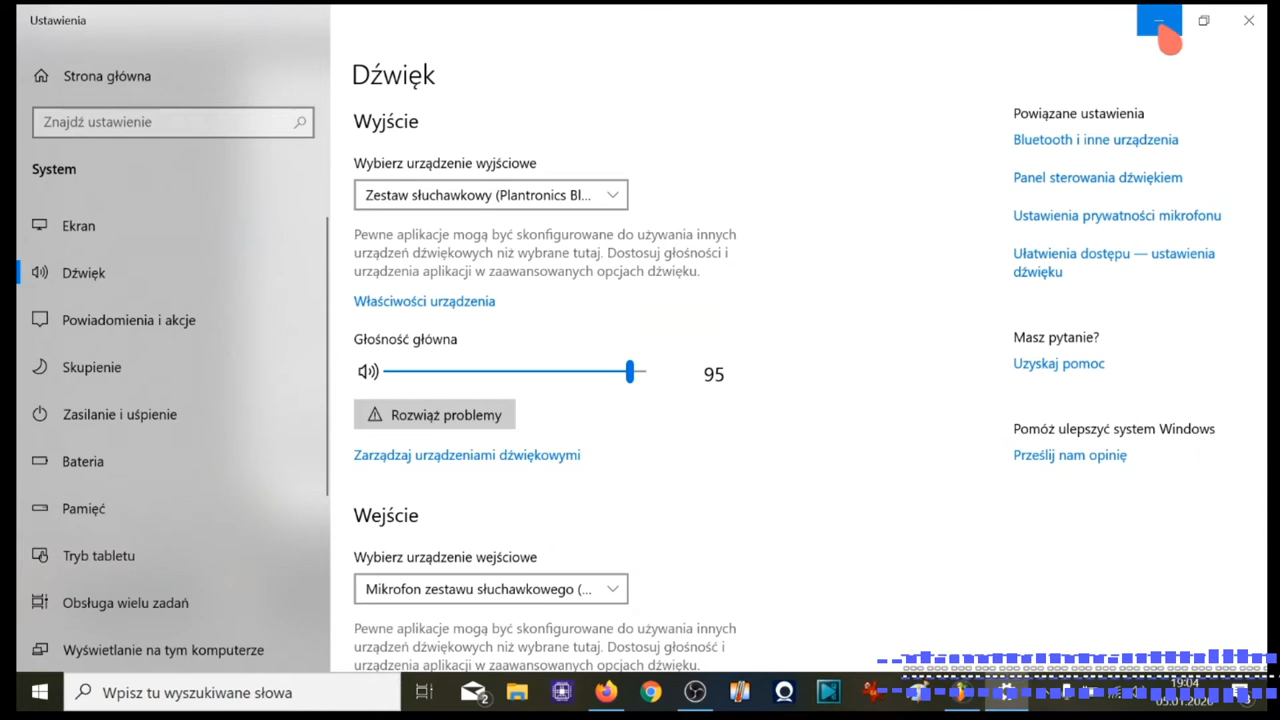 Ustawienia
Strona główna
Znajdź ustawienie
System
Ekran
Dźwięk
Powiadomienia i akcje
Skupienie
Zasilanie i uśpienie
Bateria
Pamięć
Tryb tabletu
Obsługa wielu zadań
Wyświetlanie na tym komputerze
Dźwięk
Wyjście
Wybierz urządzenie wyjściowe
Zestaw słuchawkowy (Plantronics Bl...
Pewne aplikacje mogą być skonfigurowane do używania innych
urządzeń dźwiękowych niż wybrane tutaj. Dostosuj głośności i
urządzenia aplikacji w zaawansowanych opcjach dźwięku.
Właściwości urządzenia
Głośność główna
95
Rozwiąż problemy
Zarządzaj urządzeniami dźwiękowymi
Wejście
Wybierz urządzenie wejściowe
Mikrofon zestawu słuchawkowego (...
Pewne aplikacje mogą być skonfigurowane do używania innych
urządzeń dźwiękowych niż wybrane tutaj. Dostosuj głośność i
urządzenia aplikacji w zaawansowanych opcjach dźwięku.
Powiązane ustawienia
Bluetooth i inne urządzenia
Panel sterowania dźwiękiem
Ustawienia prywatności mikrofonu
Ułatwienia dostępu — ustawienia
dźwięku
Masz pytanie?
Uzyskaj pomoc
Pomóż ulepszyć system Windows
Prześlij nam opinię
Wpisz tu wyszukiwane słowa
2
19:04
05.01.2020